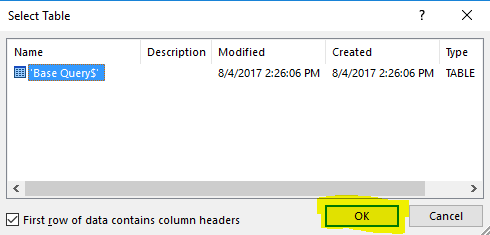 Select Table
?
Name Description Modified Created Type
'Base Query$' 8/4/2017 2:26:06 PM 8/4/2017 2:26:06 PM TABLE
First row of data contains column headers OK Cancel